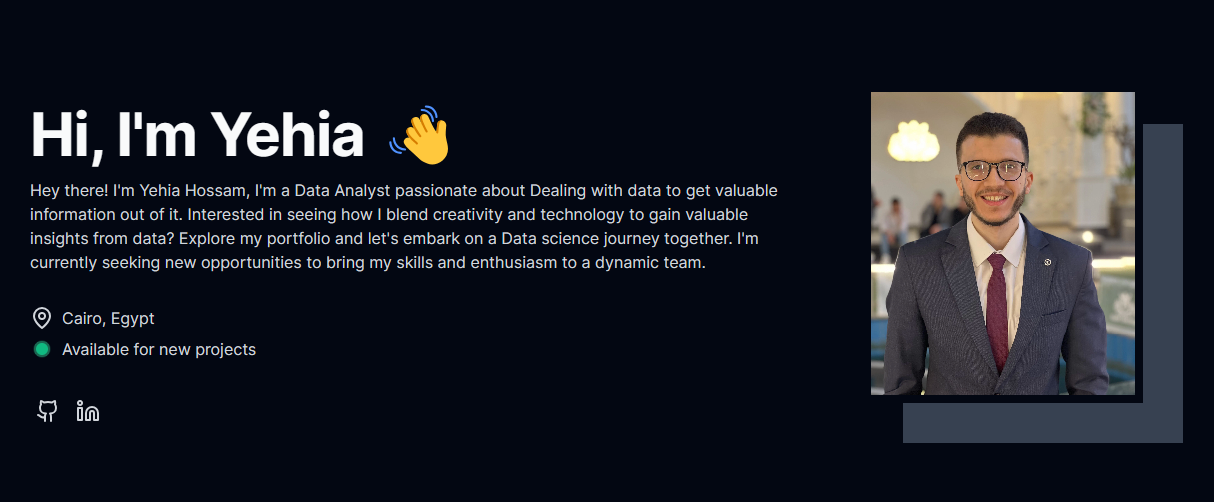 Hi, I'm Yehia 👋
Hey there! I'm Yehia Hossam, I'm a Data Analyst passionate about Dealing with data to get valuable
information out of it. Interested in seeing how I blend creativity and technology to gain valuable
insights from data? Explore my portfolio and let's embark on a Data science journey together. I'm
currently seeking new opportunities to bring my skills and enthusiasm to a dynamic team.
Cairo, Egypt
Available for new projects